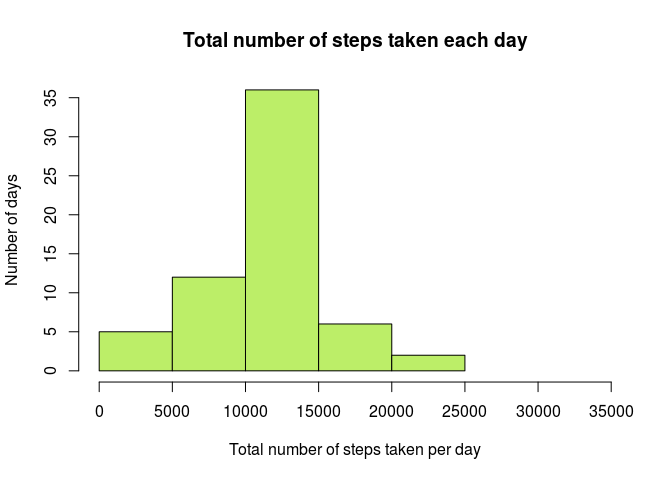 Total number of steps taken each day
Number of days
35
30
25
20
15
10
5
0
0 5000 10000 15000 20000 25000 30000 35000
Total number of steps taken per day